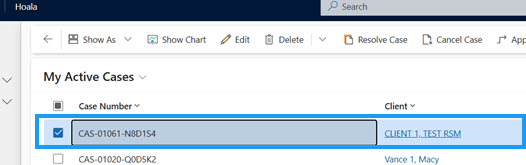 Hoala
Search
Show As Show Chart Edit Delete Resolve Case Cancel Case
My Active Cases
Case Number Client
CAS-01061-N8D1S4 CLIENT 1, TEST RSM
CAS-01020-Q0D5K2 Vance 1, Macy